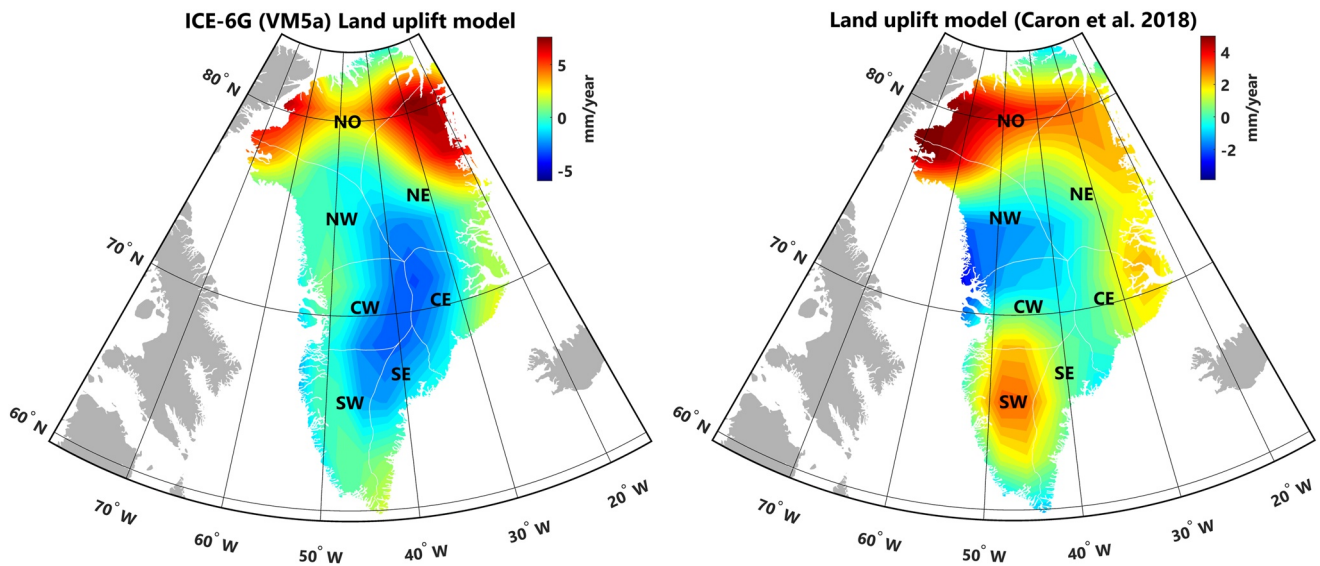 ICE-6G (VM5a) Land uplift model
80° N
70° N
60° N
70° W
60° W
50° W
40° W
30° W
20° W
NO
NE
NW
CW
CE
SE
SW
5
0
-5
mm/year
Land uplift model (Caron et al. 2018)
80° N
70° N
60° N
70° W
60° W
50° W
40° W
30° W
20° W
NO
NE
NW
CW
CE
SE
SW
4
2
0
-2
mm/year